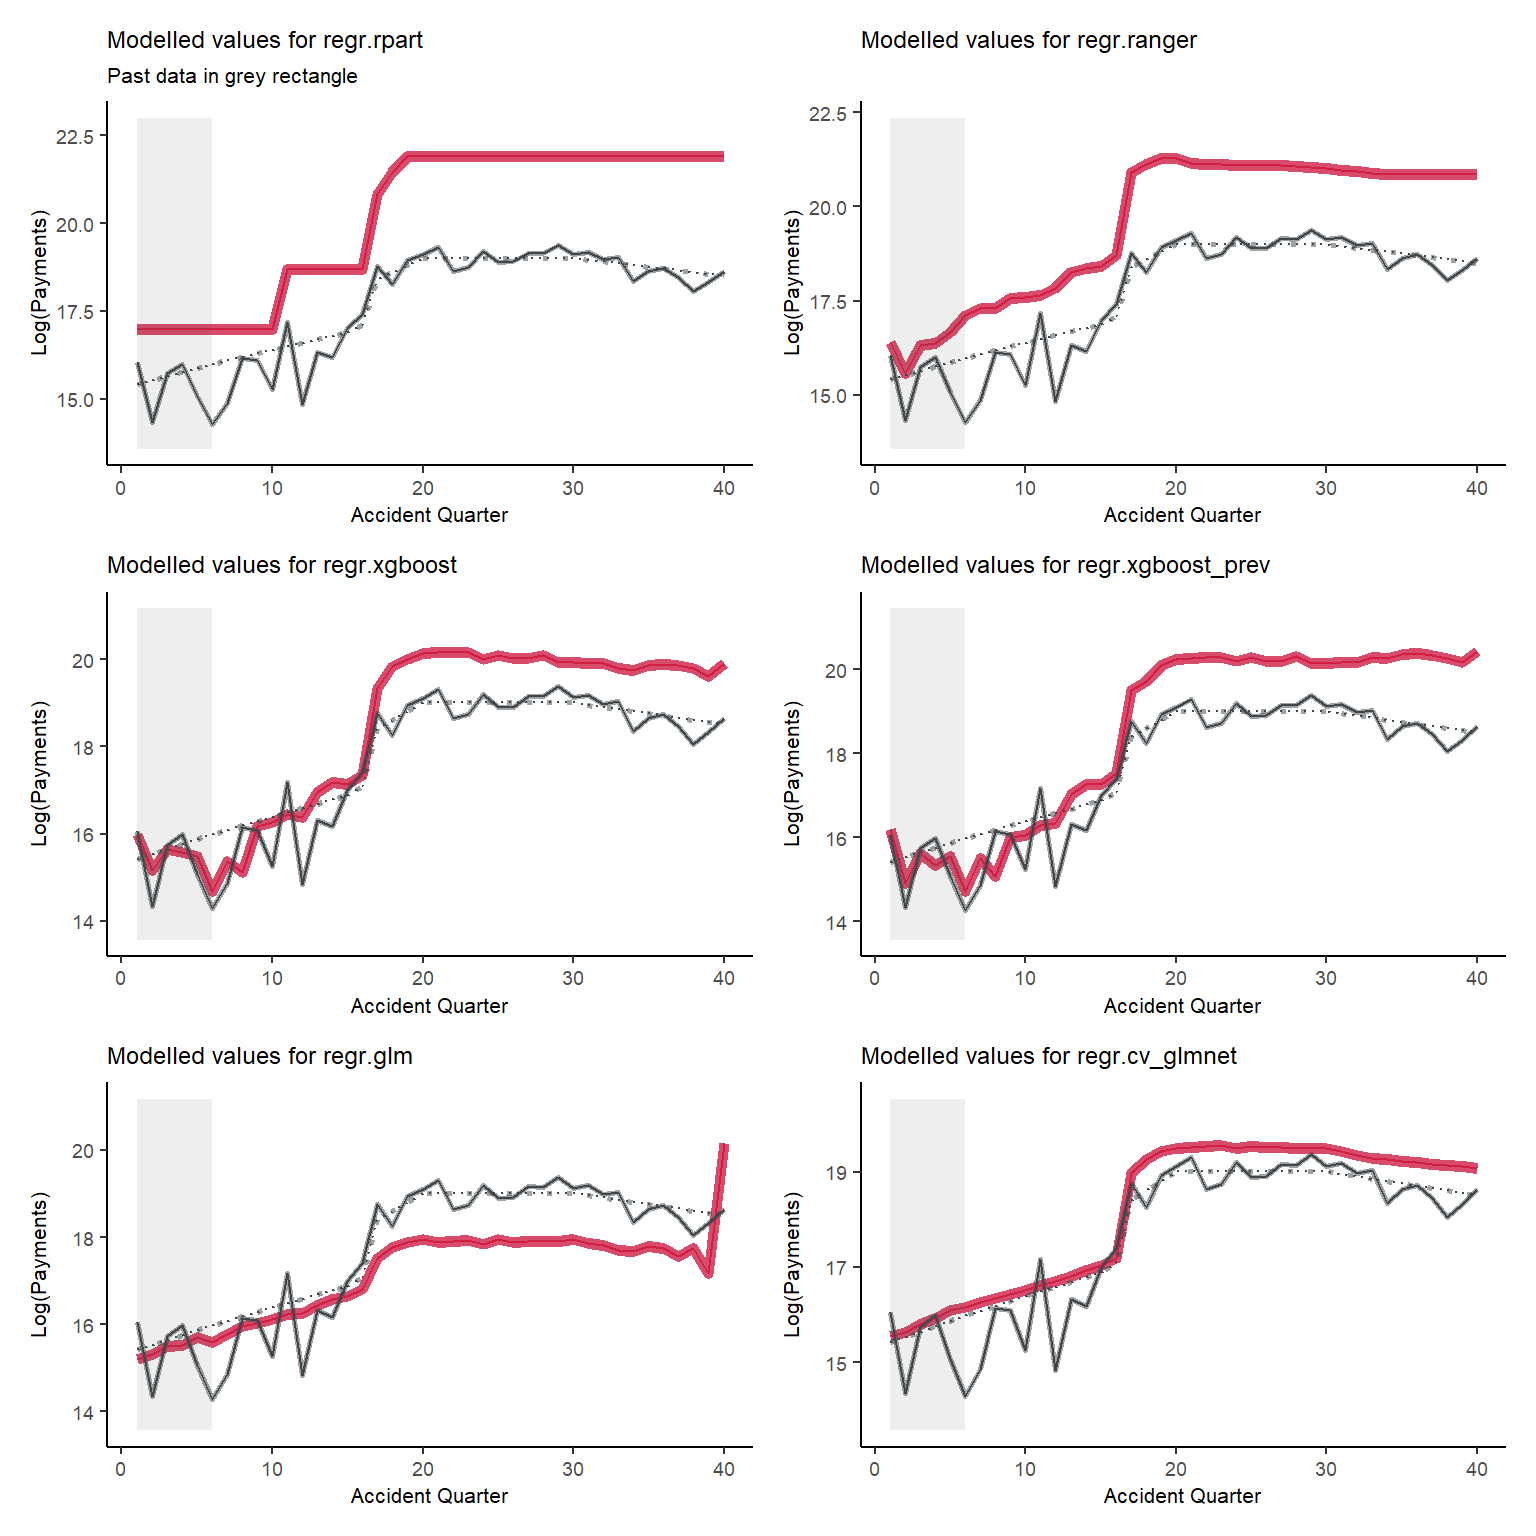 Modelled values for regr.rpart
Past data in grey rectangle
22.5
20.0
17.5
15.0
Log(Payments)
0 10 20 30 40
Accident Quarter
Modelled values for regr.ranger
22.5
20.0
17.5
15.0
Log(Payments)
0 10 20 30 40
Accident Quarter
Modelled values for regr.xgboost
20
18
16
14
Log(Payments)
0 10 20 30 40
Accident Quarter
Modelled values for regr.xgboost_prev
20
18
16
14
Log(Payments)
0 10 20 30 40
Accident Quarter
Modelled values for regr.glm
20
18
16
14
Log(Payments)
0 10 20 30 40
Accident Quarter
Modelled values for regr.cv_glmnet
19
17
15
Log(Payments)
0 10 20 30 40
Accident Quarter